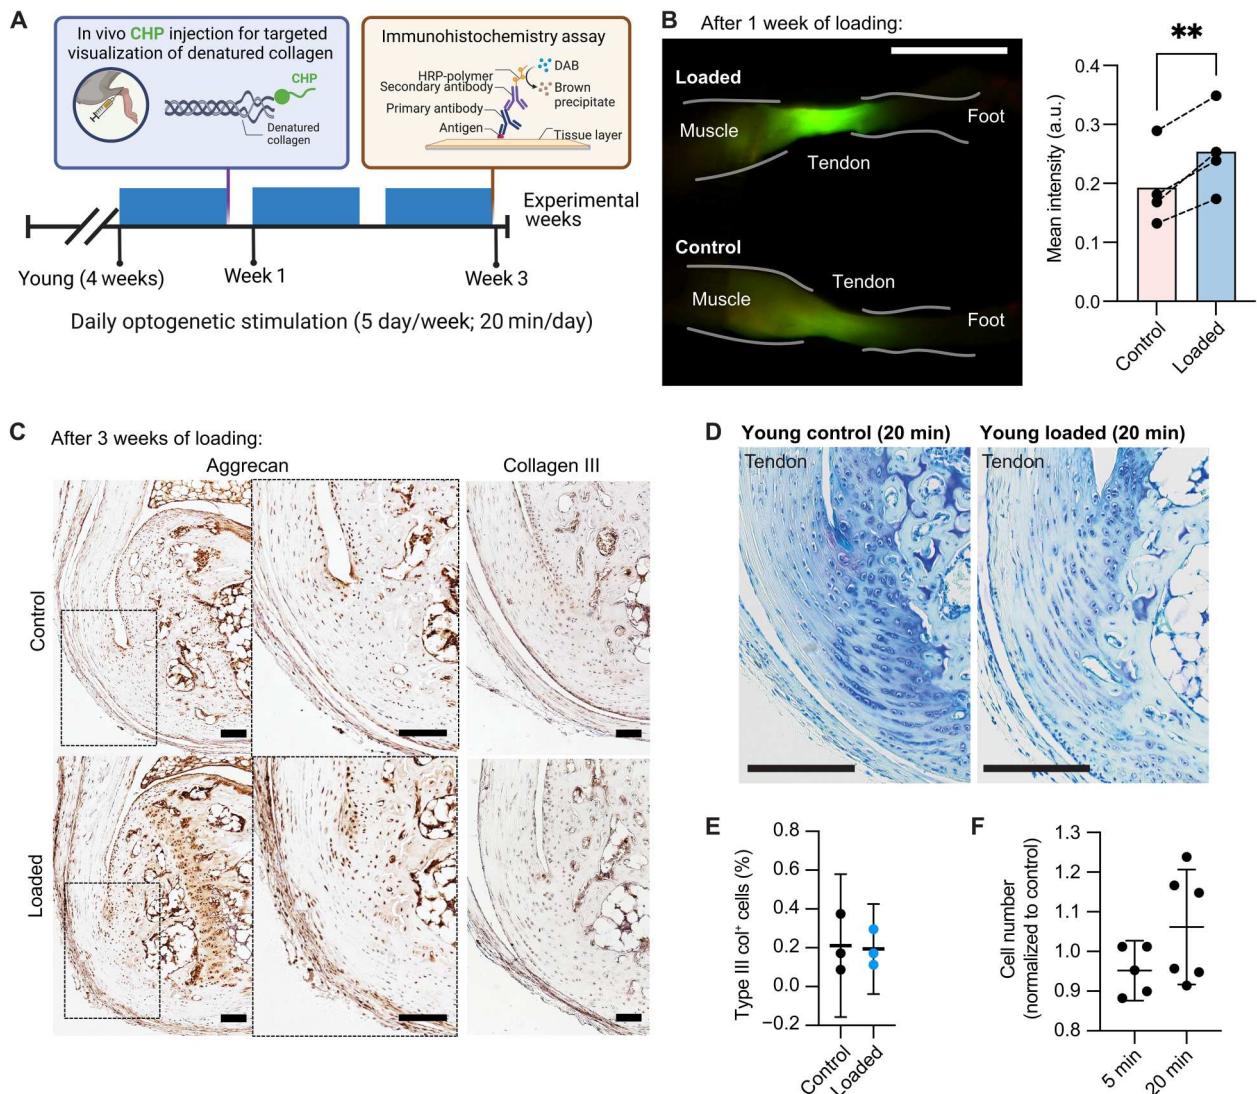 A
In vivo CHP injection for targeted
visualization of denatured collagen
CHP
Denatured
collagen
Immunohistochemistry assay
DAB
HRP-polymer
Secondary antibody
Brown
precipitate
Primary antibody
Antigen
Tissue layer
Experimental
weeks
Young (4 weeks)
Week 1
Week 3
Daily optogenetic stimulation (5 day/week; 20 min/day)
B
After 1 week of loading:
Loaded
Muscle
Foot
Tendon
Control
Tendon
Muscle
Foot
**
0.4
0.3
0.2
0.1
0.0
Mean intensity (a.u.)
Control
Loaded
C
After 3 weeks of loading:
Aggrecan
Collagen III
Control
Loaded
D
Young control (20 min)
Young loaded (20 min)
Tendon
Tendon
E
0.8
0.6
0.4
0.2
0.0
−0.2
Type III col⁺ cells (%)
Control
Loaded
F
1.3
1.2
1.1
1.0
0.9
0.8
Cell number
(normalized to control)
5 min
20 min